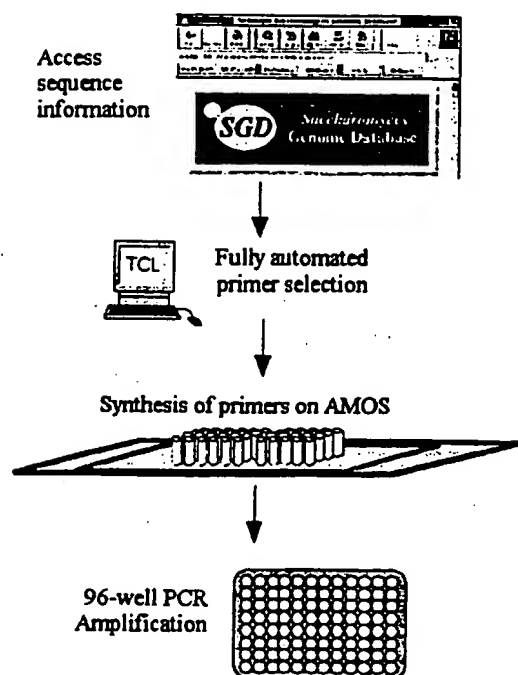 Access
sequence
information
SGD
Saccharomyces
Genome Database
TCL
Fully automated
primer selection
Synthesis of primers on AMOS
96-well PCR
Amplification